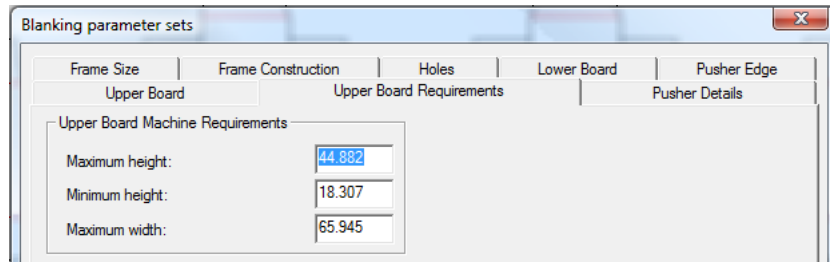 Blanking parameter sets
Frame Size Frame Construction Holes Lower Board Pusher Edge
Upper Board Upper Board Requirements Pusher Details
Upper Board Machine Requirements
Maximum height: 44.882
Minimum height: 18.307
Maximum width: 65.945